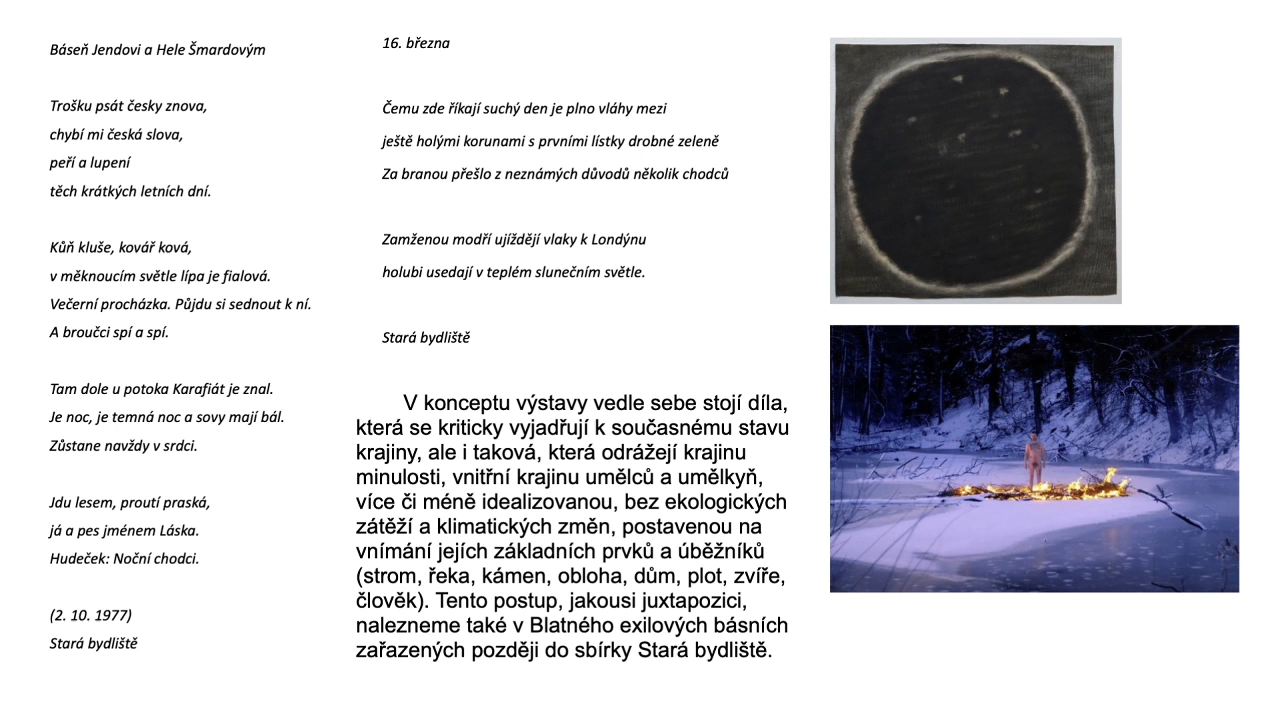 Báseň Jendovi a Hele Šmardovým
Trošku psát česky znova,
chybí mi česká slova,
peří a lupení
těch krátkých letních dní.
Kůň kluše, kovář ková,
v měknoucím světle lípa je fialová.
Večerní procházka. Půjdu si sednout k ní.
A broučci spí a spí.
Tam dole u potoka Karafiát je znal.
Je noc, je temná noc a sovy mají bál.
Zůstane navždy v srdci.
Jdu lesem, proutí praská,
já a pes jménem Láska.
Hudeček: Noční chodci.
(2. 10. 1977)
Stará bydliště
16. března
Čemu zde říkají suchý den je plno vláhy mezi
ještě holými korunami s prvními lístky drobné zeleně
Za branou přešlo z neznámých důvodů několik chodců
Zamženou modří ujíždějí vlaky k Londýnu
holubi usedají v teplém slunečním světle.
Stará bydliště
V konceptu výstavy vedle sebe stojí díla,
která se kriticky vyjadřují k současnému stavu
krajiny, ale i taková, která odrážejí krajinu
minulosti, vnitřní krajinu umělců a umělkyň,
více či méně idealizovanou, bez ekologických
zátěží a klimatických změn, postavenou na
vnímání jejích základních prvků a úběžníků
(strom, řeka, kámen, obloha, dům, plot, zvíře,
člověk). Tento postup, jakousi juxtapozici,
nalezneme také v Blatného exilových básních
zařazených později do sbírky Stará bydliště.